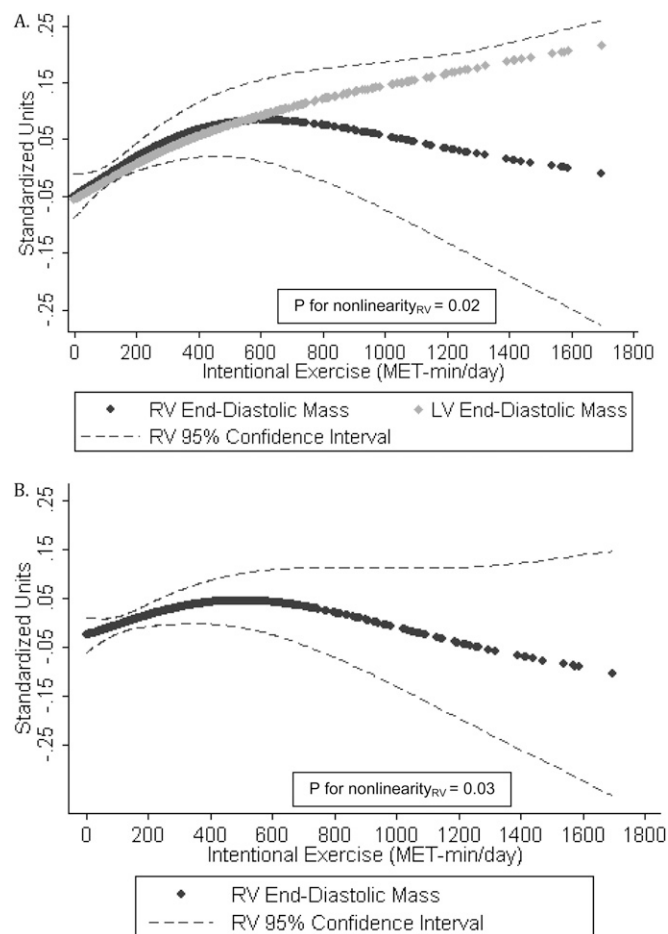 A.
.25
.15
.05
-.05
-.15
-.25
Standardized Units
P for nonlinearityRV = 0.02
0 200 400 600 800 1000 1200 1400 1600 1800
Intentional Exercise (MET-min/day)
RV End-Diastolic Mass LV End-Diastolic Mass
RV 95% Confidence Interval
B.
.25
.15
.05
-.05
-.15
-.25
Standardized Units
P for nonlinearityRV = 0.03
0 200 400 600 800 1000 1200 1400 1600 1800
Intentional Exercise (MET-min/day)
RV End-Diastolic Mass
RV 95% Confidence Interval